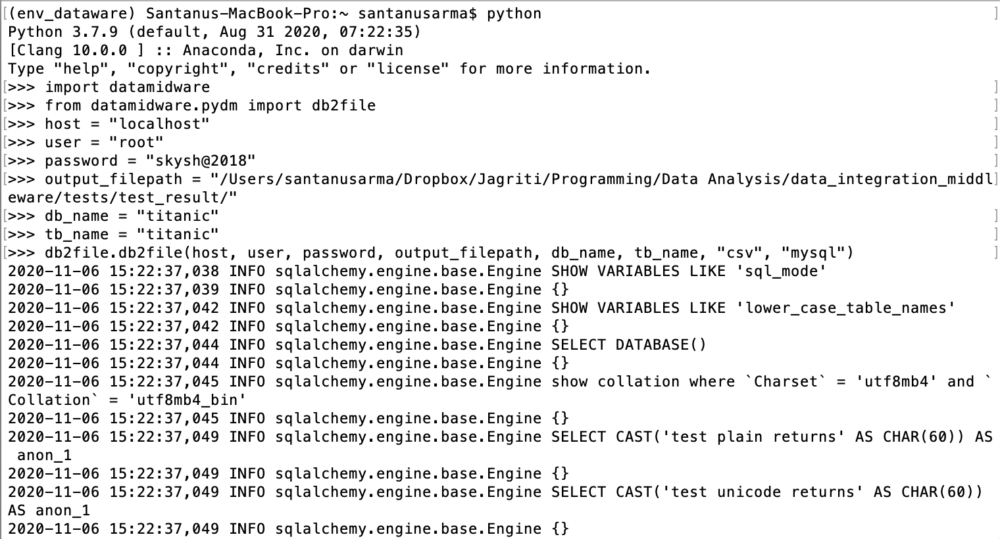 (env_dataware) Santanus-MacBook-Pro:~ santanusarma$ python
Python 3.7.9 (default, Aug 31 2020, 07:22:35)
[Clang 10.0.0 ] :: Anaconda, Inc. on darwin
Type "help", "copyright", "credits" or "license" for more information.
>>> import datamidware
>>> from datamidware.pydm import db2file
>>> host = "localhost"
>>> user = "root"
>>> password = "skysh@2018"
>>> output_filepath = "/Users/santanusarma/Dropbox/Jagriti/Programming/Data Analysis/data_integration_middl
eware/tests/test_result/"
>>> db_name = "titanic"
>>> tb_name = "titanic"
>>> db2file.db2file(host, user, password, output_filepath, db_name, tb_name, "csv", "mysql")
2020-11-06 15:22:37,038 INFO sqlalchemy.engine.base.Engine SHOW VARIABLES LIKE 'sql_mode'
2020-11-06 15:22:37,039 INFO sqlalchemy.engine.base.Engine {}
2020-11-06 15:22:37,042 INFO sqlalchemy.engine.base.Engine SHOW VARIABLES LIKE 'lower_case_table_names'
2020-11-06 15:22:37,042 INFO sqlalchemy.engine.base.Engine {}
2020-11-06 15:22:37,044 INFO sqlalchemy.engine.base.Engine SELECT DATABASE()
2020-11-06 15:22:37,044 INFO sqlalchemy.engine.base.Engine {}
2020-11-06 15:22:37,045 INFO sqlalchemy.engine.base.Engine show collation where `Charset` = 'utf8mb4' and `
Collation` = 'utf8mb4_bin'
2020-11-06 15:22:37,045 INFO sqlalchemy.engine.base.Engine {}
2020-11-06 15:22:37,049 INFO sqlalchemy.engine.base.Engine SELECT CAST('test plain returns' AS CHAR(60)) AS
 anon_1
2020-11-06 15:22:37,049 INFO sqlalchemy.engine.base.Engine {}
2020-11-06 15:22:37,049 INFO sqlalchemy.engine.base.Engine SELECT CAST('test unicode returns' AS CHAR(60))
AS anon_1
2020-11-06 15:22:37,049 INFO sqlalchemy.engine.base.Engine {}